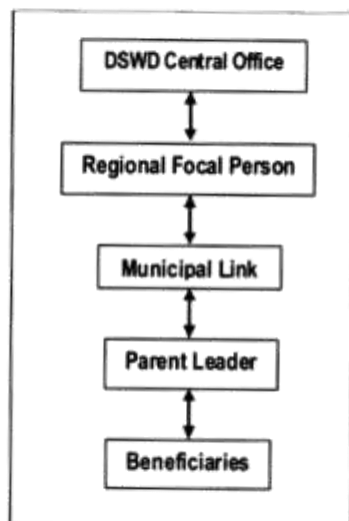 DSWD Central Office
Regional Focal Person
Municipal Link
Parent Leader
Beneficiaries